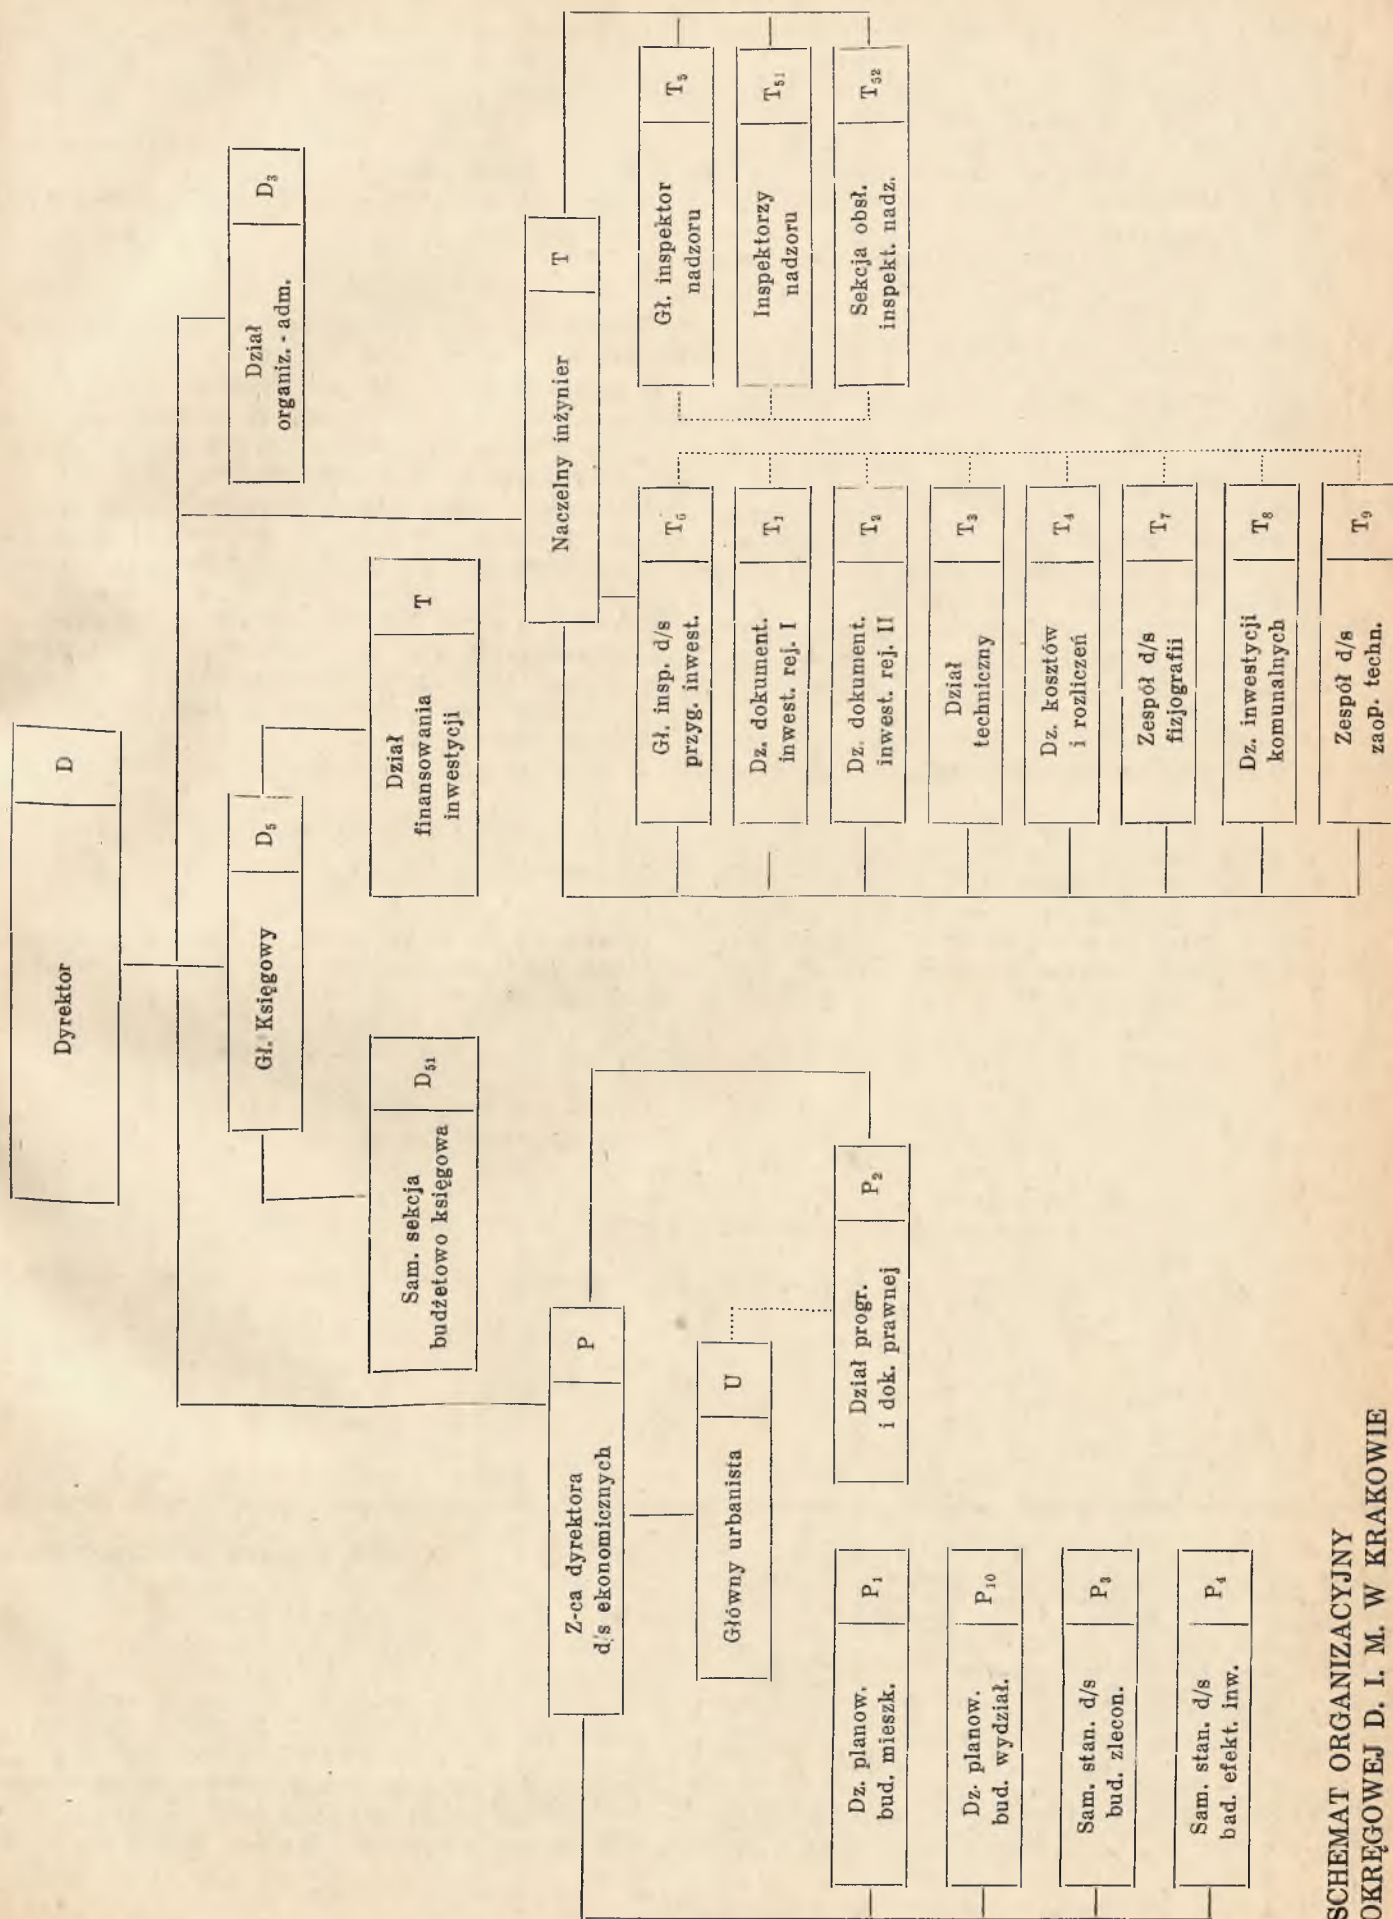 SCHEMAT ORGANIZACYJNY
OKRĘGOWEJ D. I. M. W KRAKOWIE
Dyrektor
D
Gł. Księgowy
D5
Dział
organiz. - adm.
D3
Sam. sekcja
budżetowo księgowa
D51
Dział
finansowania
inwestycji
T
Z-ca dyrektora
d/s ekonomicznych
P
Naczelny inżynier
T
Główny urbanista
U
Dz. planow.
bud. mieszk.
P1
Dz. planow.
bud. wydział.
P10
Sam. stan. d/s
bud. zlecon.
P3
Sam. stan. d/s
bad. efekt. inw.
P4
Dział progr.
i dok. prawnej
P2
Gł. insp. d/s
przyg. inwest.
T6
Dz. dokument.
inwest. rej. I
T1
Dz. dokument.
inwest. rej. II
T2
Dział
techniczny
T3
Dz. kosztów
i rozliczeń
T4
Zespół d/s
fizjografii
T7
Dz. inwestycji
komunalnych
T8
Zespół d/s
zaop. techn.
T9
Gł. inspektor
nadzoru
T5
Inspektorzy
nadzoru
T51
Sekcja obsł.
inspekt. nadz.
T52